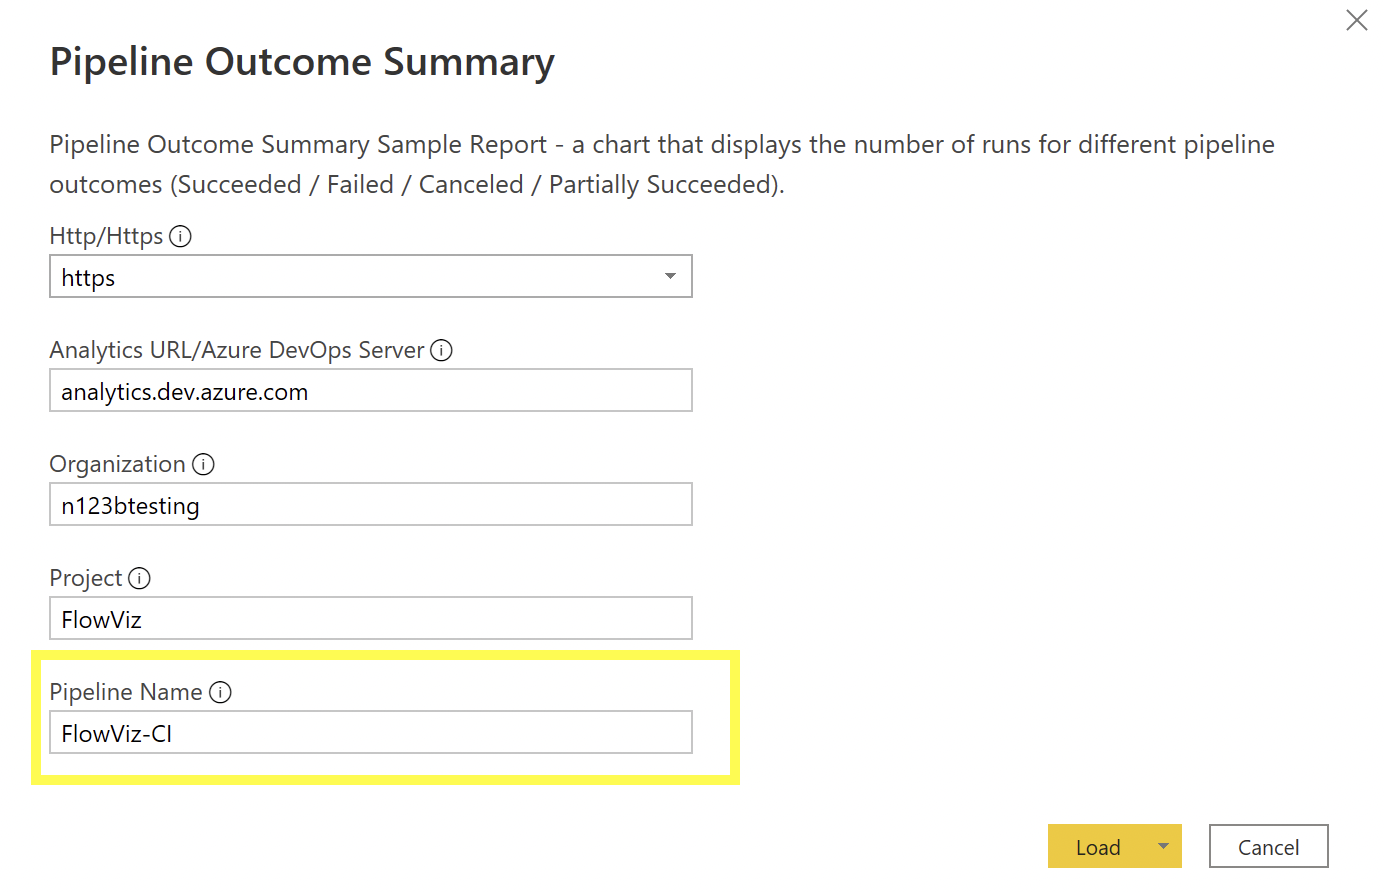 Pipeline Outcome Summary
Pipeline Outcome Summary Sample Report - a chart that displays the number of runs for different pipeline
outcomes (Succeeded / Failed / Canceled / Partially Succeeded).
Http/Https
https
Analytics URL/Azure DevOps Server
analytics.dev.azure.com
Organization
n123btesting
Project
FlowViz
Pipeline Name
FlowViz-CI
Load
Cancel